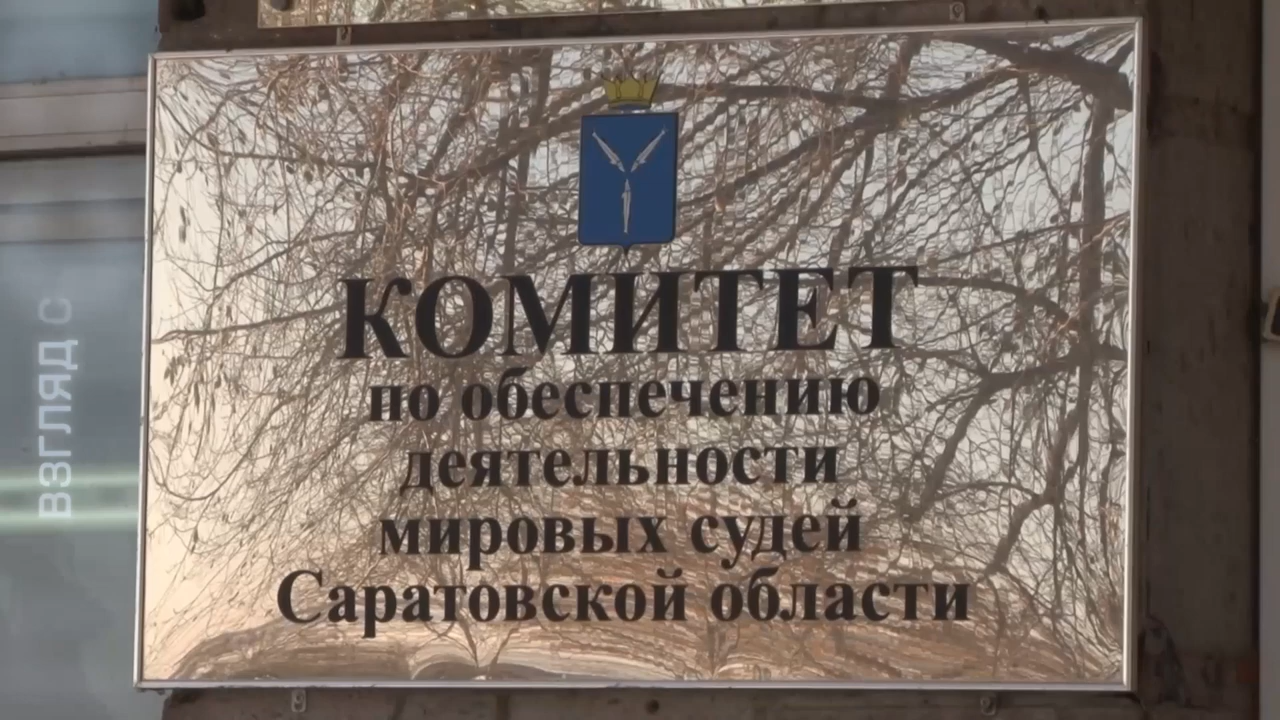 КОМИТЕТ
по обеспечению
деятельности
мировых судей
Саратовской области
ВЗГЛЯД С